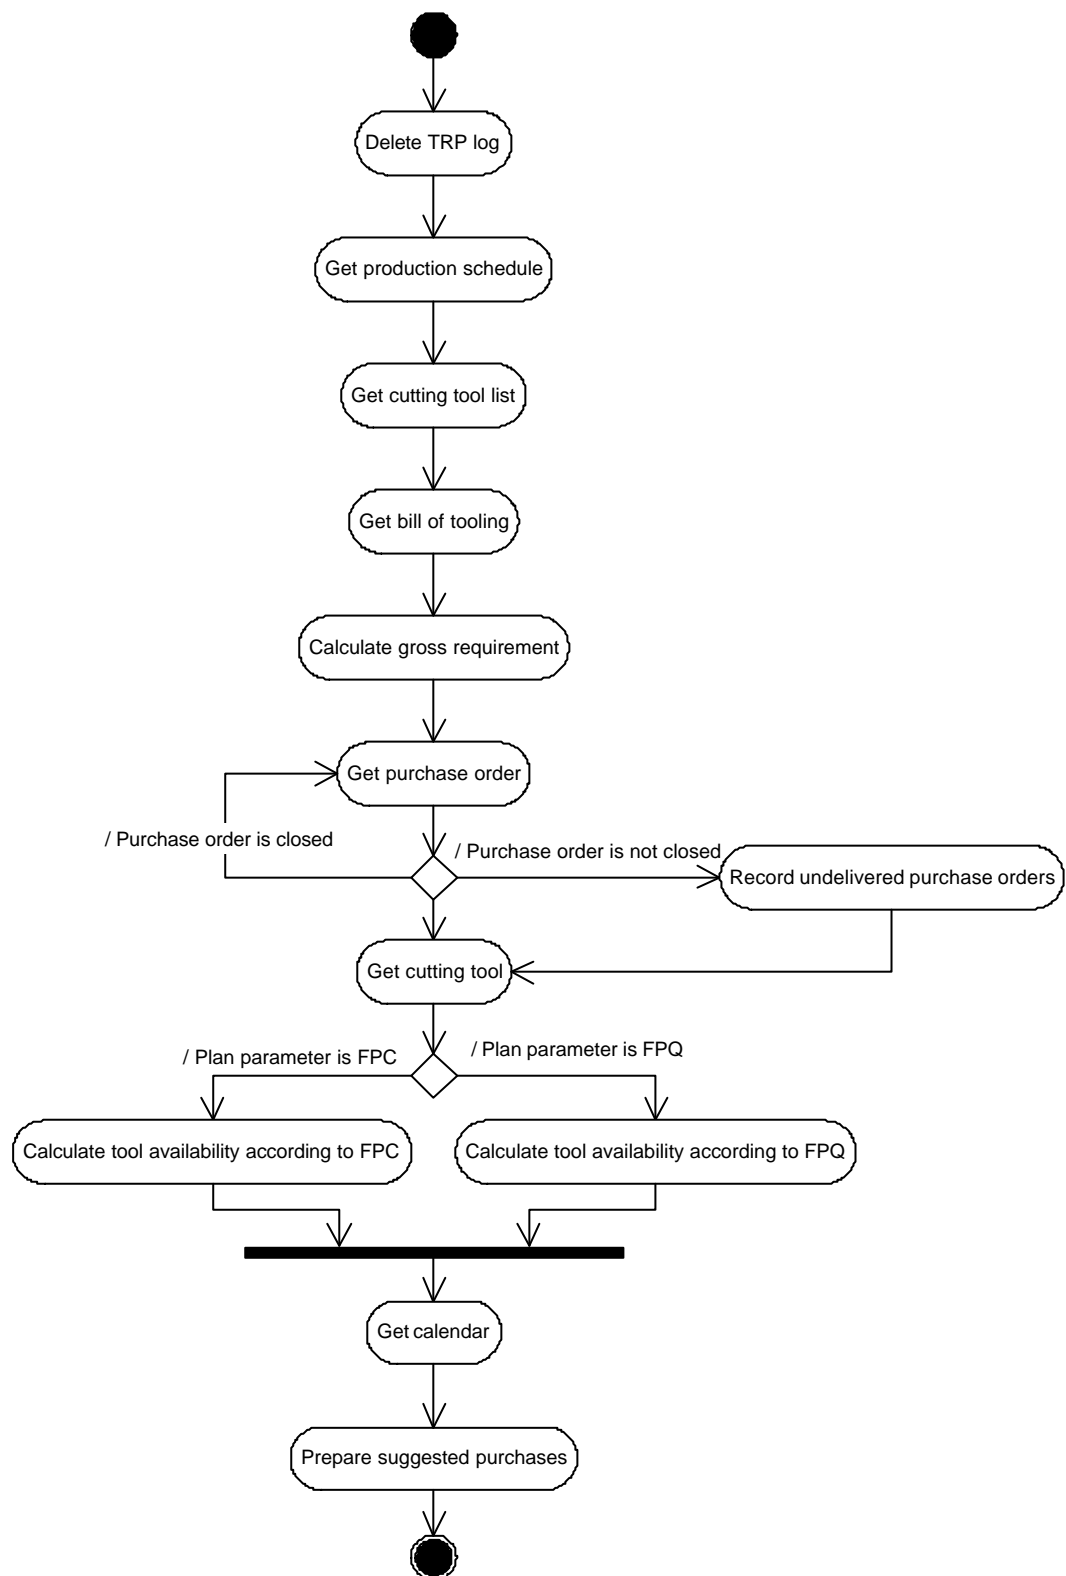 Delete TRP log
Get production schedule
Get cutting tool list
Get bill of tooling
Calculate gross requirement
Get purchase order
/ Purchase order is closed
/ Purchase order is not closed
Record undelivered purchase orders
Get cutting tool
/ Plan parameter is FPC
/ Plan parameter is FPQ
Calculate tool availability according to FPC
Calculate tool availability according to FPQ
Get calendar
Prepare suggested purchases